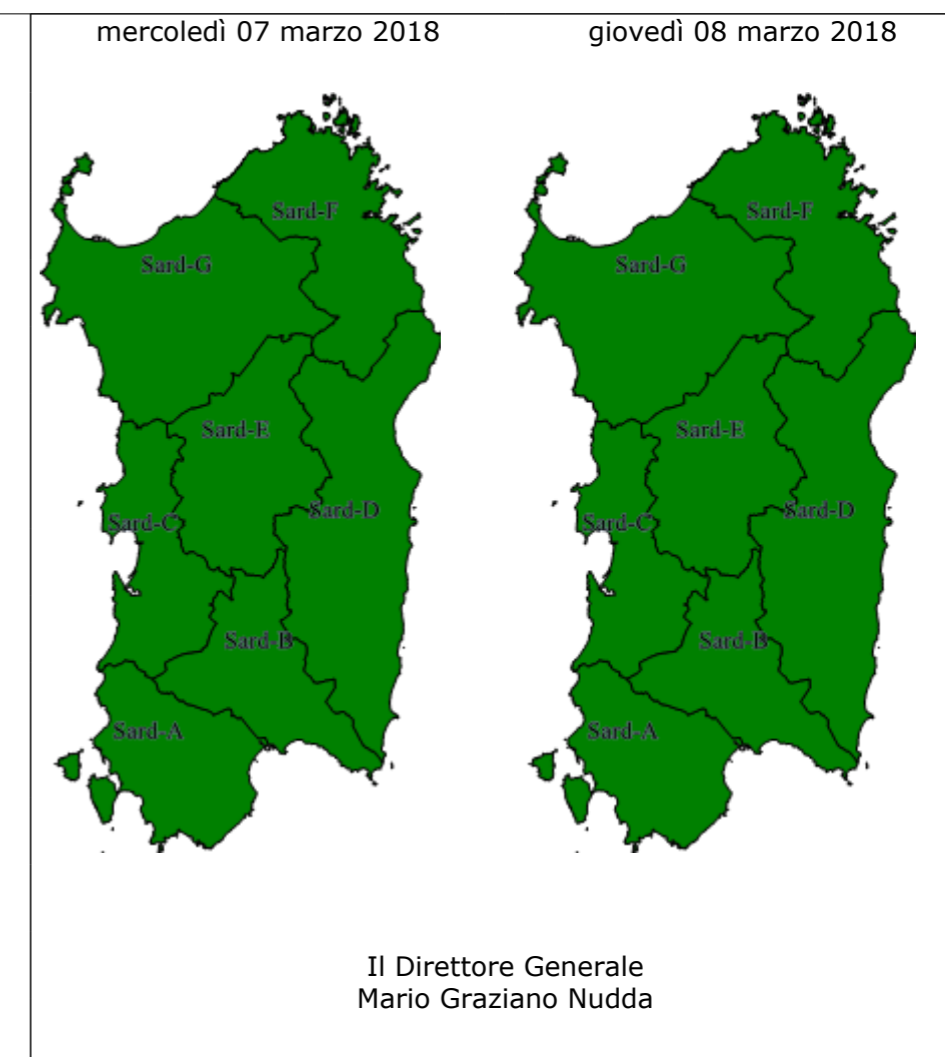 mercoledì 07 marzo 2018
giovedì 08 marzo 2018
Sard-F
Sard-G
Sard-E
Sard-D
Sard-C
Sard-B
Sard-A
Sard-F
Sard-G
Sard-E
Sard-D
Sard-C
Sard-B
Sard-A
Il Direttore Generale
Mario Graziano Nudda